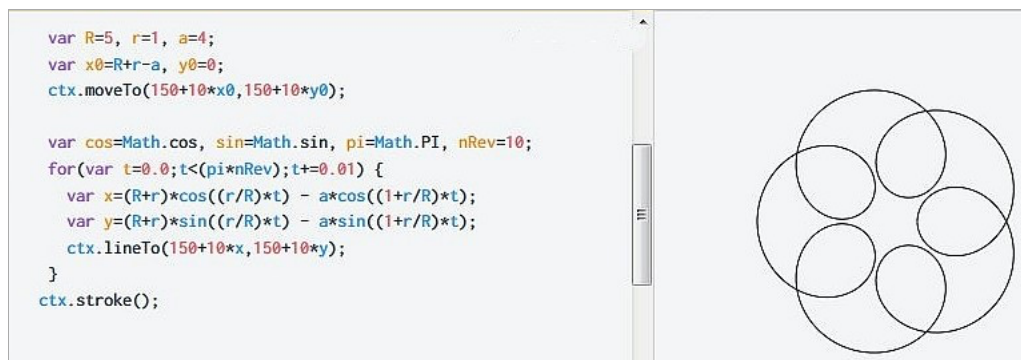 var R=5, r=1, a=4;
var x0=R+r-a, y0=0;
ctx.moveTo(150+10*x0,150+10*y0);
var cos=Math.cos, sin=Math.sin, pi=Math.PI, nRev=10;
for(var t=0.0;t<(pi*nRev);t+=0.01) {
var x=(R+r)*cos((r/R)*t) - a*cos((1+r/R)*t);
var y=(R+r)*sin((r/R)*t) - a*sin((1+r/R)*t);
ctx.lineTo(150+10*x,150+10*y);
}
ctx.stroke();